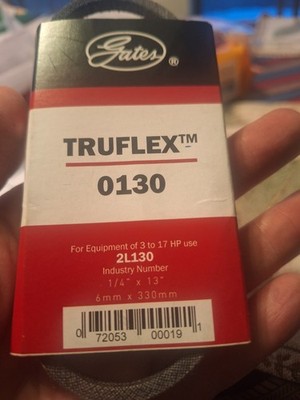 Gates ®
TRUFLEX™
0130
For Equipment of 3 to 17 HP use
2L130
Industry Number
1/4" x 13"
6mm x 330mm
0 72053 00019 1